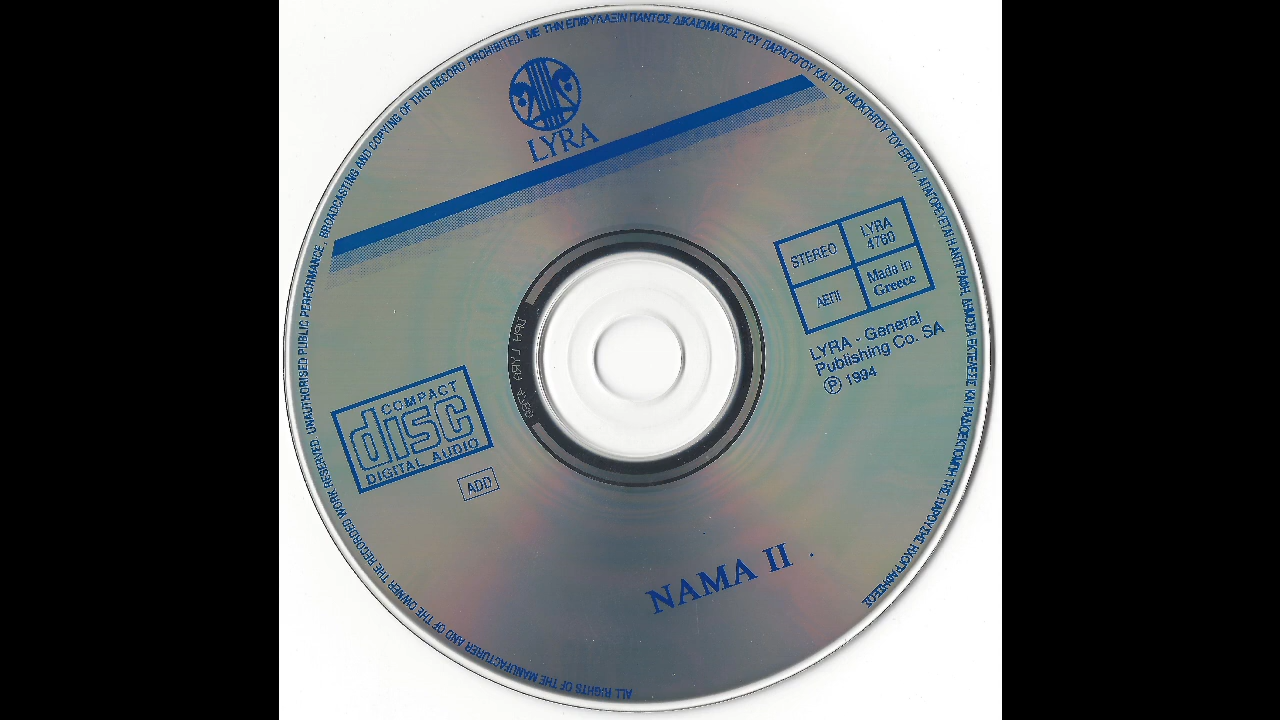 ALL RIGHTS OF THE MANUFACTURER AND OF THE OWNER THE RECORDED WORK RESERVED. UNAUTHORISED PUBLIC PERFORMANCE, BROADCASTING AND COPYING OF THIS RECORD PROHIBITED. ΜΕ ΤΗΝ ΕΠΙΦΥΛΑΞΙΝ ΠΑΝΤΟΣ ΔΙΚΑΙΩΜΑΤΟΣ ΤΟΥ ΠΑΡΑΓΩΓΟΥ ΚΑΙ ΤΟΥ ΙΔΙΟΚΤΗΤΟΥ ΤΟΥ ΕΡΓΟΥ, ΑΠΑΓΟΡΕΥΕΤΑΙ Η ΑΝΤΙΓΡΑΦΗ, ΔΗΜΟΣΙΑ ΕΚΤΕΛΕΣΙΣ ΚΑΙ ΡΑΔΙΟΕΚΠΟΜΠΗ ΤΗΣ ΠΑΡΟΥΣΗΣ ΗΧΟΓΡΑΦΗΣΕΩΣ
LYRA
STEREO
LYRA
4760
ΑΕΠΙ
Made in
Greece
LYRA - General
Publishing Co. SA
℗ 1994
COMPACT
disc
DIGITAL AUDIO
ADD
NAMA II